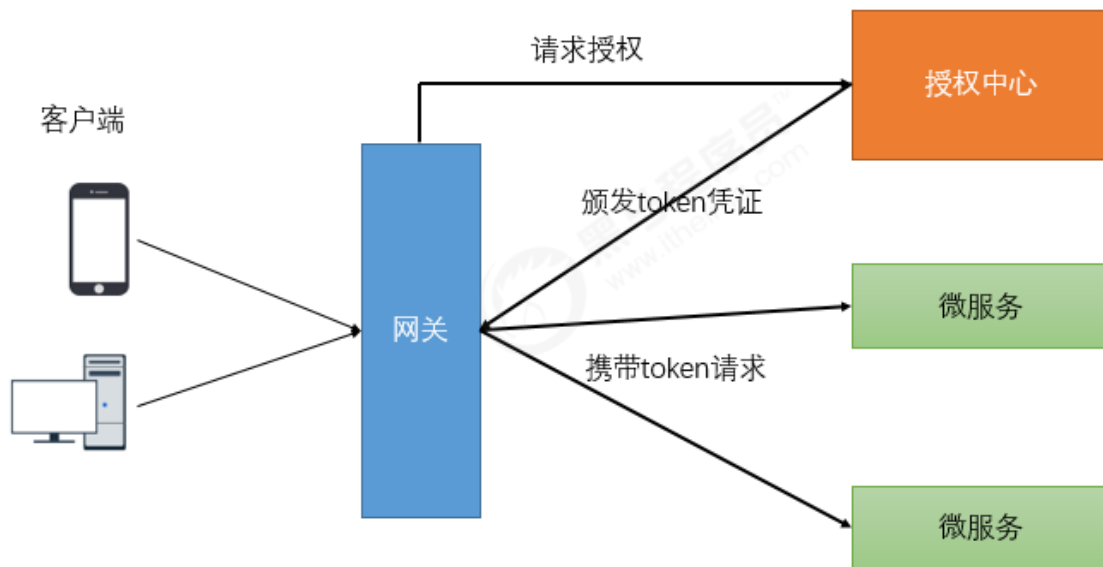 请求授权
授权中心
客户端
颁发token凭证
微服务
网关
携带token请求
微服务